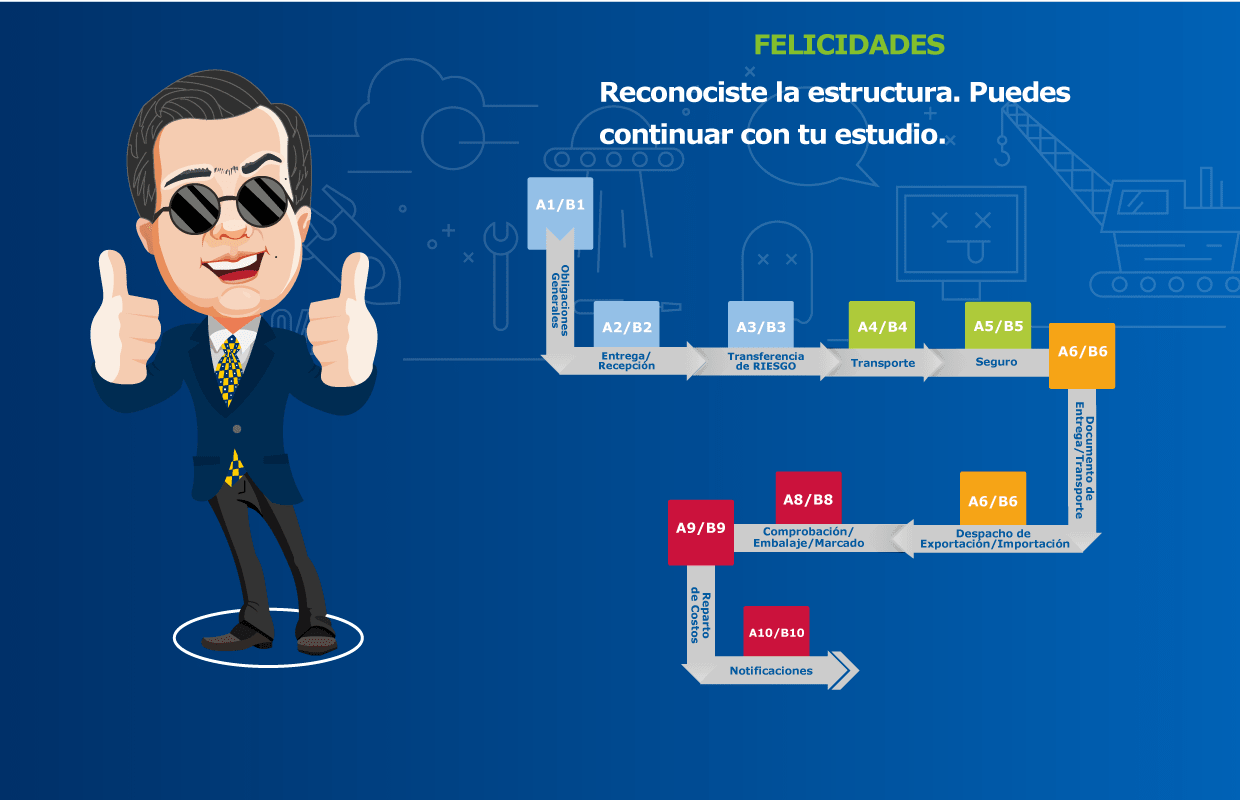 FELICIDADES
Reconociste la estructura. Puedes
continuar con tu estudio.
A1/B1
Obligaciones
Generales
A2/B2
Entrega/
Recepción
A3/B3
Transferencia
de RIESGO
A4/B4
Transporte
A5/B5
Seguro
A6/B6
Documento de
Entrega/Transporte
A6/B6
Despacho de
Exportación/Importación
A8/B8
Comprobación/
Embalaje/Marcado
A9/B9
Reparto
de Costos
A10/B10
Notificaciones